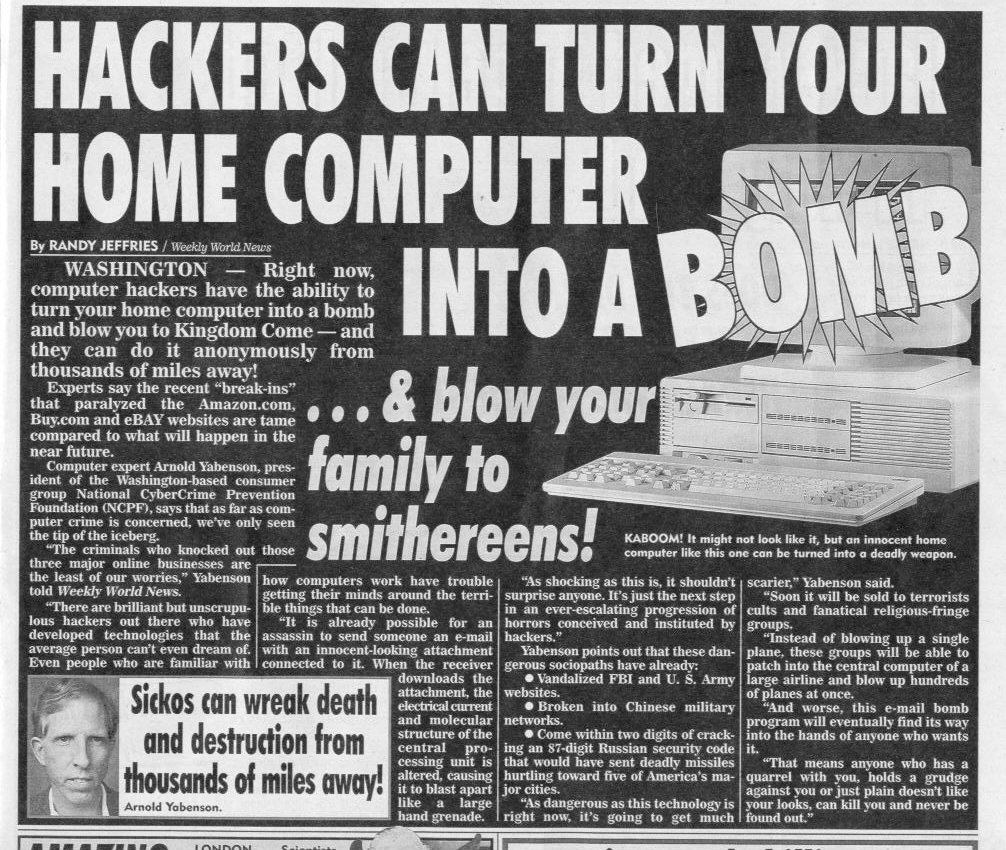 HACKERS CAN TURN YOUR
HOME COMPUTER
INTO A BOMB
. . . & blow your
family to
smithereens!
By RANDY JEFFRIES / Weekly World News
WASHINGTON — Right now,
computer hackers have the ability to
turn your home computer into a bomb
and blow you to Kingdom Come — and
they can do it anonymously from
thousands of miles away!
Experts say the recent “break-ins”
that paralyzed the Amazon.com,
Buy.com and eBAY websites are tame
compared to what will happen in the
near future.
Computer expert Arnold Yabenson, pres-
ident of the Washington-based consumer
group National CyberCrime Prevention
Foundation (NCPF), says that as far as com-
puter crime is concerned, we’ve only seen
the tip of the iceberg.
“The criminals who knocked out those
three major online businesses are
the least of our worries,” Yabenson
told Weekly World News.
“There are brilliant but unscrupu-
lous hackers out there who have
developed technologies that the
average person can’t even dream of.
Even people who are familiar with
how computers work have trouble
getting their minds around the terri-
ble things that can be done.
“It is already possible for an
assassin to send someone an e-mail
with an innocent-looking attachment
connected to it. When the receiver
downloads the
attachment, the
electrical current
and molecular
structure of the
central pro-
cessing unit is
altered, causing
it to blast apart
like a large
hand grenade.
“As shocking as this is, it shouldn’t
surprise anyone. It’s just the next step
in an ever-escalating progression of
horrors conceived and instituted by
hackers.”
Yabenson points out that these dan-
gerous sociopaths have already:
● Vandalized FBI and U. S. Army
websites.
● Broken into Chinese military
networks.
● Come within two digits of crack-
ing an 87-digit Russian security code
that would have sent deadly missiles
hurtling toward five of America’s ma-
jor cities.
“As dangerous as this technology is
right now, it’s going to get much
scarier,” Yabenson said.
“Soon it will be sold to terrorists
cults and fanatical religious-fringe
groups.
“Instead of blowing up a single
plane, these groups will be able to
patch into the central computer of a
large airline and blow up hundreds
of planes at once.
“And worse, this e-mail bomb
program will eventually find its way
into the hands of anyone who wants
it.
“That means anyone who has a
quarrel with you, holds a grudge
against you or just plain doesn’t like
your looks, can kill you and never be
found out.”
KABOOM! It might not look like it, but an innocent home
computer like this one can be turned into a deadly weapon.
Sickos can wreak death
and destruction from
thousands of miles away!
Arnold Yabenson.
AMAZING
LONDON — Scientists